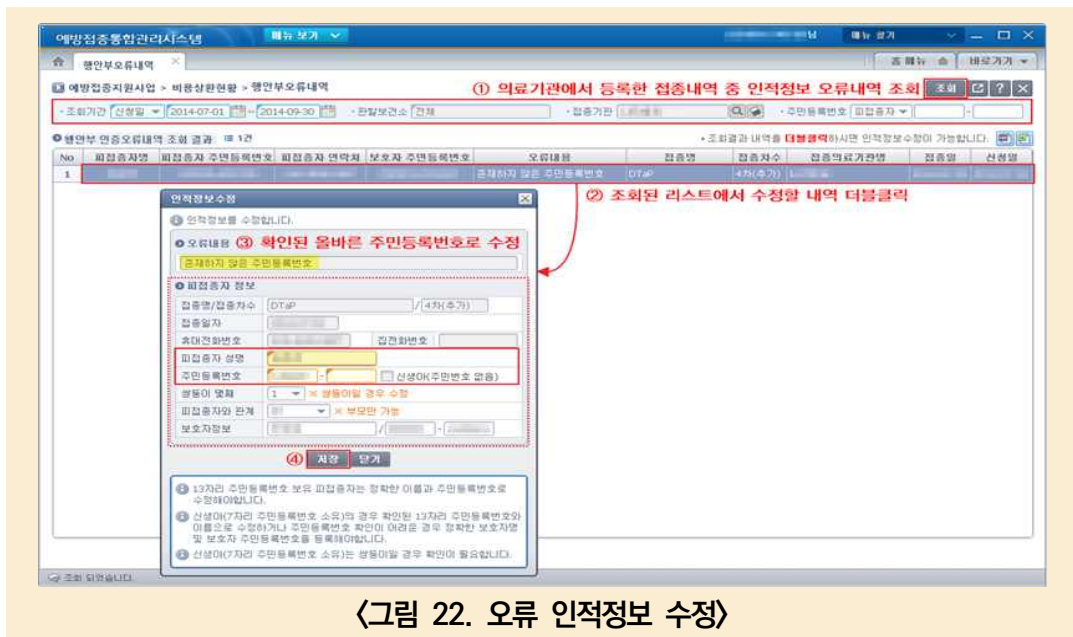 예방접종통합관리시스템 메뉴 보기 님 메뉴 찾기
행안부오류내역 홈 메뉴 바로가기
예방접종지원사업 > 비용상환현황 > 행안부오류내역 ① 의료기관에서 등록한 접종내역 중 인적정보 오류내역 조회 조회
조회기간 신청일 2014-07-01 ~ 2014-09-30 관할보건소 전체 접종기관 주민등록번호 피접종자 -
행안부 인증오류내역 조회 결과 1건 조회결과 내역을 더블클릭하시면 인적정보수정이 가능합니다.
No 피접종자명 피접종자 주민등록번호 피접종자 연락처 보호자 주민등록번호 오류내용 접종명 접종차수 접종의료기관명 접종일 신청일
1 존재하지 않은 주민등록번호 DTaP 4차(추가)
② 조회된 리스트에서 수정할 내역 더블클릭
인적정보수정
인적정보를 수정합니다.
오류내용 ③ 확인된 올바른 주민등록번호로 수정
존재하지 않은 주민등록번호
피접종자 정보
접종명/접종차수 DTaP / 4차(추가)
접종일자
휴대전화번호 집전화번호
피접종자 성명
주민등록번호 - 신생아(주민번호 없음)
쌍둥이 몇째 1 ※ 쌍둥이일 경우 수정
피접종자와 관계 ※ 부모만 가능
보호자정보 / -
④ 저장 닫기
13자리 주민등록번호 보유 피접종자는 정확한 이름과 주민등록번호로
수정해야합니다.
신생아(7자리 주민등록번호 소유)의 경우 확인된 13자리 주민등록번호와
이름으로 수정하거나 주민등록번호 확인이 어려운 경우 정확한 보호자명
및 보호자 주민등록번호을 등록해야합니다.
신생아(7자리 주민등록번호 소유)는 쌍둥이일 경우 확인이 필요합니다.
조회 되었습니다.
〈그림 22. 오류 인적정보 수정〉